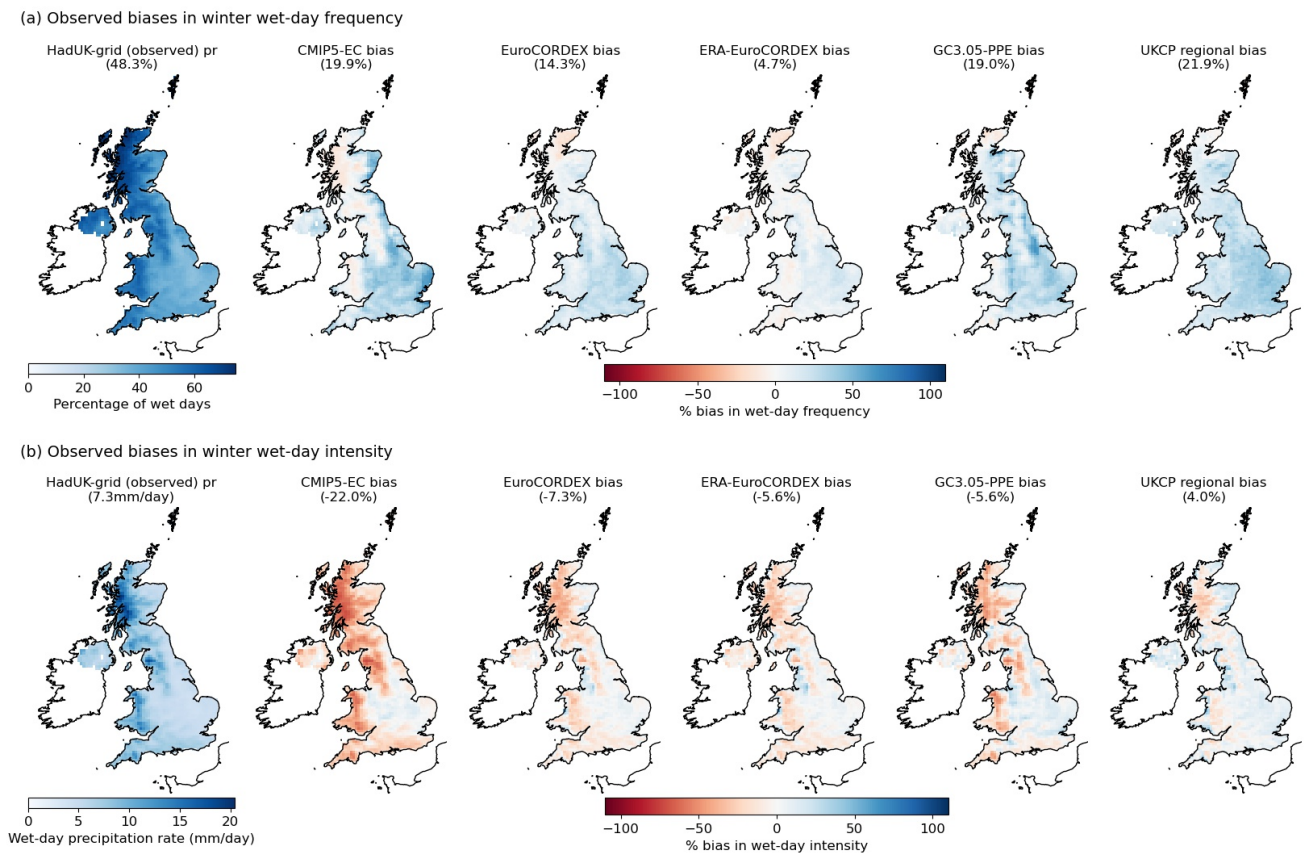 (a) Observed biases in winter wet-day frequency
HadUK-grid (observed) pr
(48.3%)
CMIP5-EC bias
(19.9%)
EuroCORDEX bias
(14.3%)
ERA-EuroCORDEX bias
(4.7%)
GC3.05-PPE bias
(19.0%)
UKCP regional bias
(21.9%)
0 20 40 60
Percentage of wet days
−100 −50 0 50 100
% bias in wet-day frequency
(b) Observed biases in winter wet-day intensity
HadUK-grid (observed) pr
(7.3mm/day)
CMIP5-EC bias
(-22.0%)
EuroCORDEX bias
(-7.3%)
ERA-EuroCORDEX bias
(-5.6%)
GC3.05-PPE bias
(-5.6%)
UKCP regional bias
(4.0%)
0 5 10 15 20
Wet-day precipitation rate (mm/day)
−100 −50 0 50 100
% bias in wet-day intensity